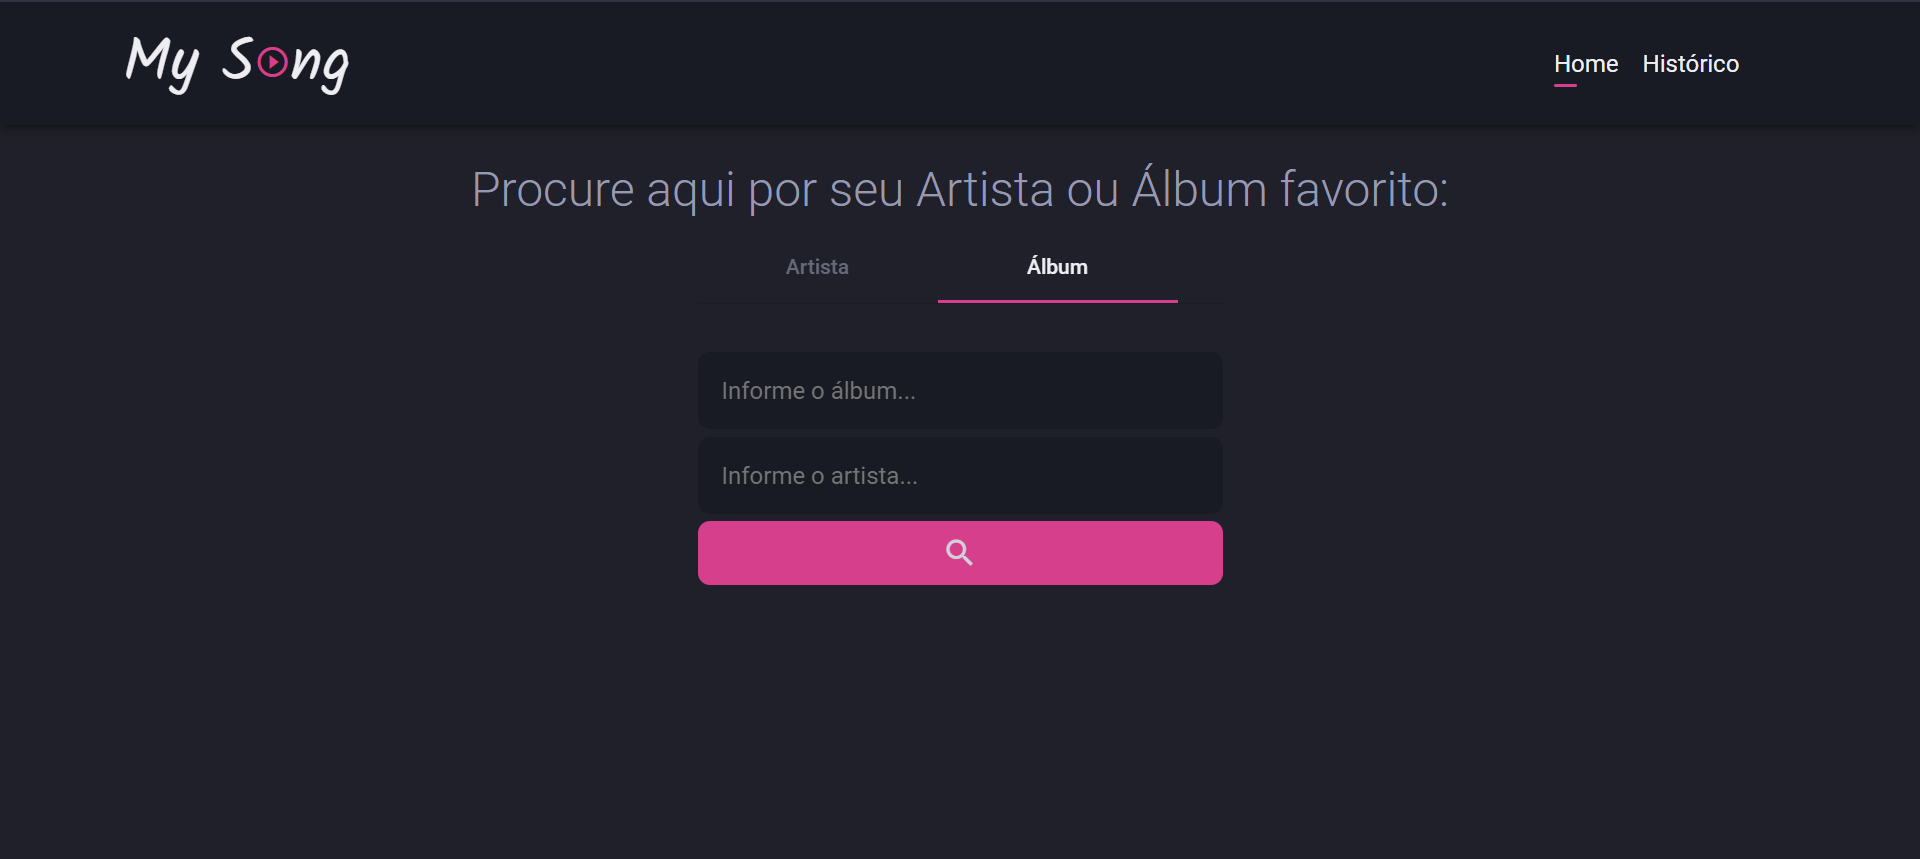 My Song
Home Histórico
Procure aqui por seu Artista ou Álbum favorito:
Artista Álbum
Informe o álbum...
Informe o artista...